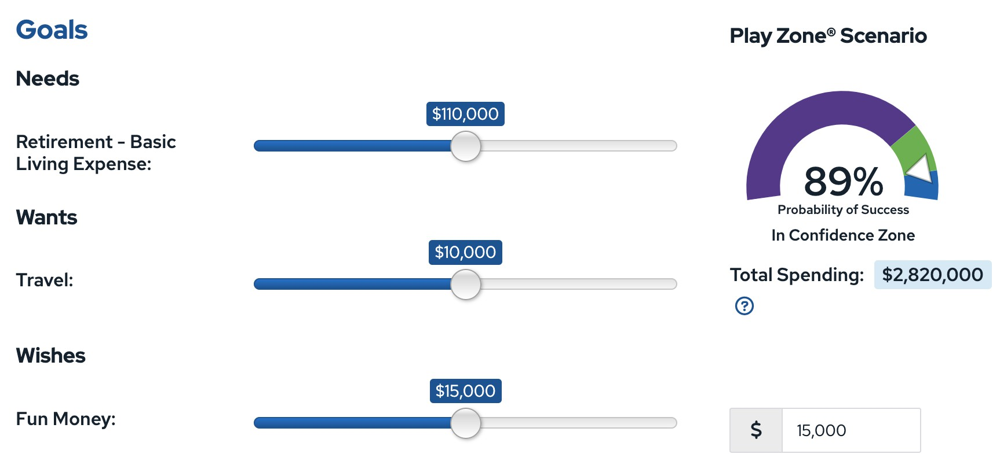 Goals
Play Zone® Scenario
Needs
$110,000
Retirement - Basic
Living Expense:
89%
Probability of Success
In Confidence Zone
Wants
$10,000
Travel:
Total Spending: $2,820,000
?
Wishes
$15,000
Fun Money:
$ 15,000